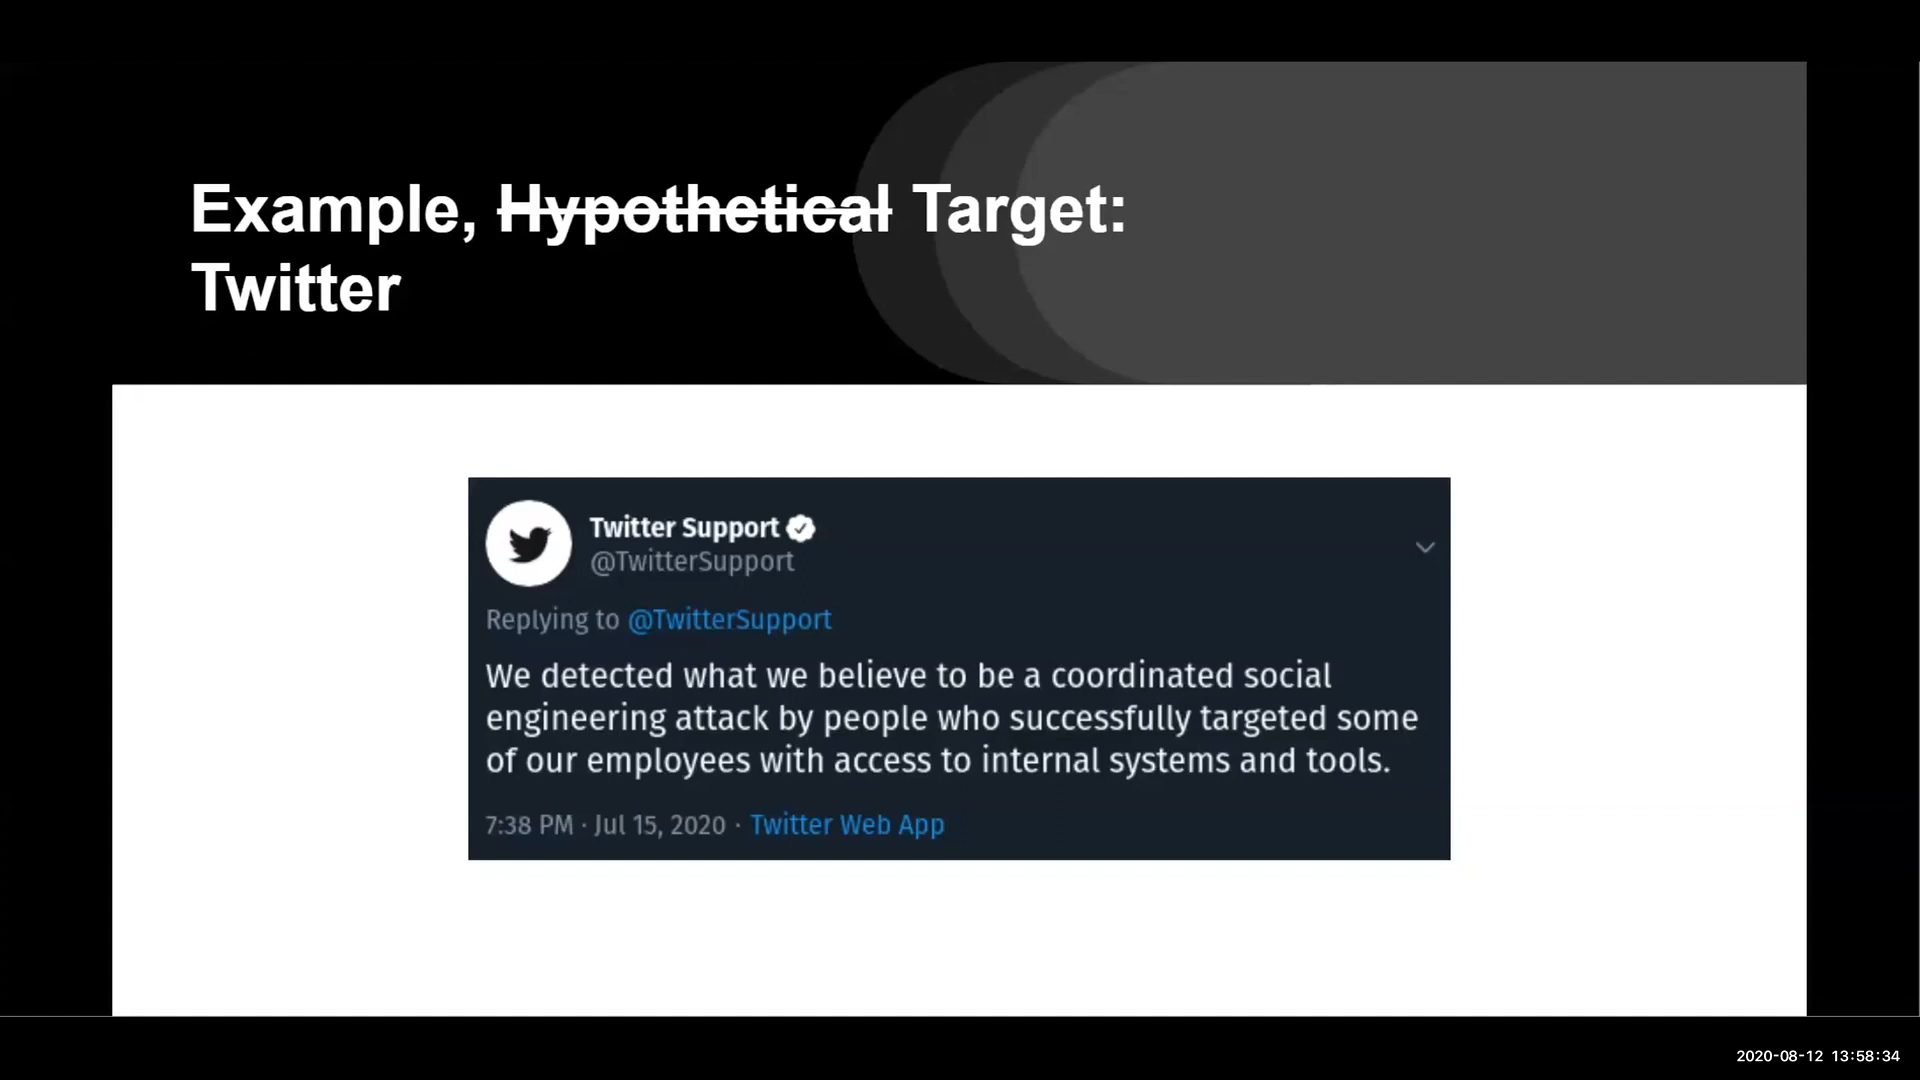 Example, Hypothetical Target:
Twitter
Twitter Support
@TwitterSupport
Replying to @TwitterSupport
We detected what we believe to be a coordinated social
engineering attack by people who successfully targeted some
of our employees with access to internal systems and tools.
7:38 PM · Jul 15, 2020 · Twitter Web App
2020-08-12 13:58:34